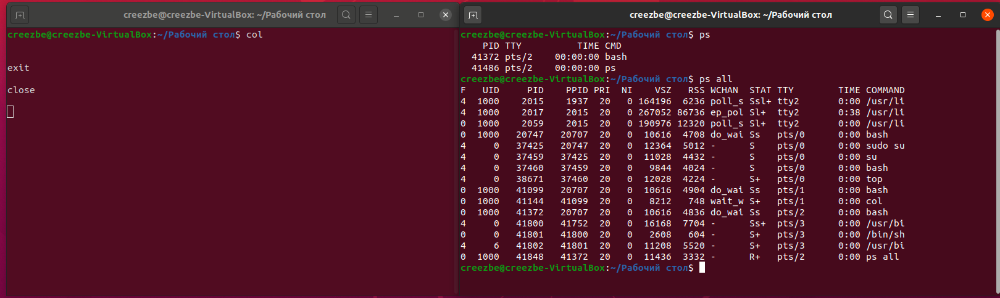 creezbe@creezbe-VirtualBox: ~/Рабочий стол
creezbe@creezbe-VirtualBox:~/Рабочий стол$ col
exit
close
creezbe@creezbe-VirtualBox: ~/Рабочий стол
creezbe@creezbe-VirtualBox:~/Рабочий стол$ ps
    PID TTY          TIME CMD
  41372 pts/2    00:00:00 bash
  41486 pts/2    00:00:00 ps
creezbe@creezbe-VirtualBox:~/Рабочий стол$ ps all
F   UID     PID    PPID PRI  NI    VSZ   RSS WCHAN  STAT TTY        TIME COMMAND
4  1000    2015    1937  20   0 164196  6236 poll_s Ssl+ tty2       0:00 /usr/li
4  1000    2017    2015  20   0 267052 86736 ep_pol Sl+  tty2       0:38 /usr/li
0  1000    2059    2015  20   0 190976 12320 poll_s Sl+  tty2       0:00 /usr/li
0  1000   20747   20707  20   0  10616  4708 do_wai Ss   pts/0      0:00 bash
4     0   37425   20747  20   0  12364  5012 -      S    pts/0      0:00 sudo su
4     0   37459   37425  20   0  11028  4432 -      S    pts/0      0:00 su
4     0   37460   37459  20   0   9844  4024 -      S    pts/0      0:00 bash
4     0   38671   37460  20   0  12028  4224 -      S+   pts/0      0:00 top
0  1000   41099   20707  20   0  10616  4904 do_wai Ss   pts/1      0:00 bash
0  1000   41144   41099  20   0   8212   748 wait_w S+   pts/1      0:00 col
0  1000   41372   20707  20   0  10616  4836 do_wai Ss   pts/2      0:00 bash
4     0   41800   41752  20   0  16168  7704 -      Ss+  pts/3      0:00 /usr/bi
0     0   41801   41800  20   0   2608   604 -      S+   pts/3      0:00 /bin/sh
4     6   41802   41801  20   0  11208  5520 -      S+   pts/3      0:00 /usr/bi
0  1000   41848   41372  20   0  11436  3332 -      R+   pts/2      0:00 ps all
creezbe@creezbe-VirtualBox:~/Рабочий стол$